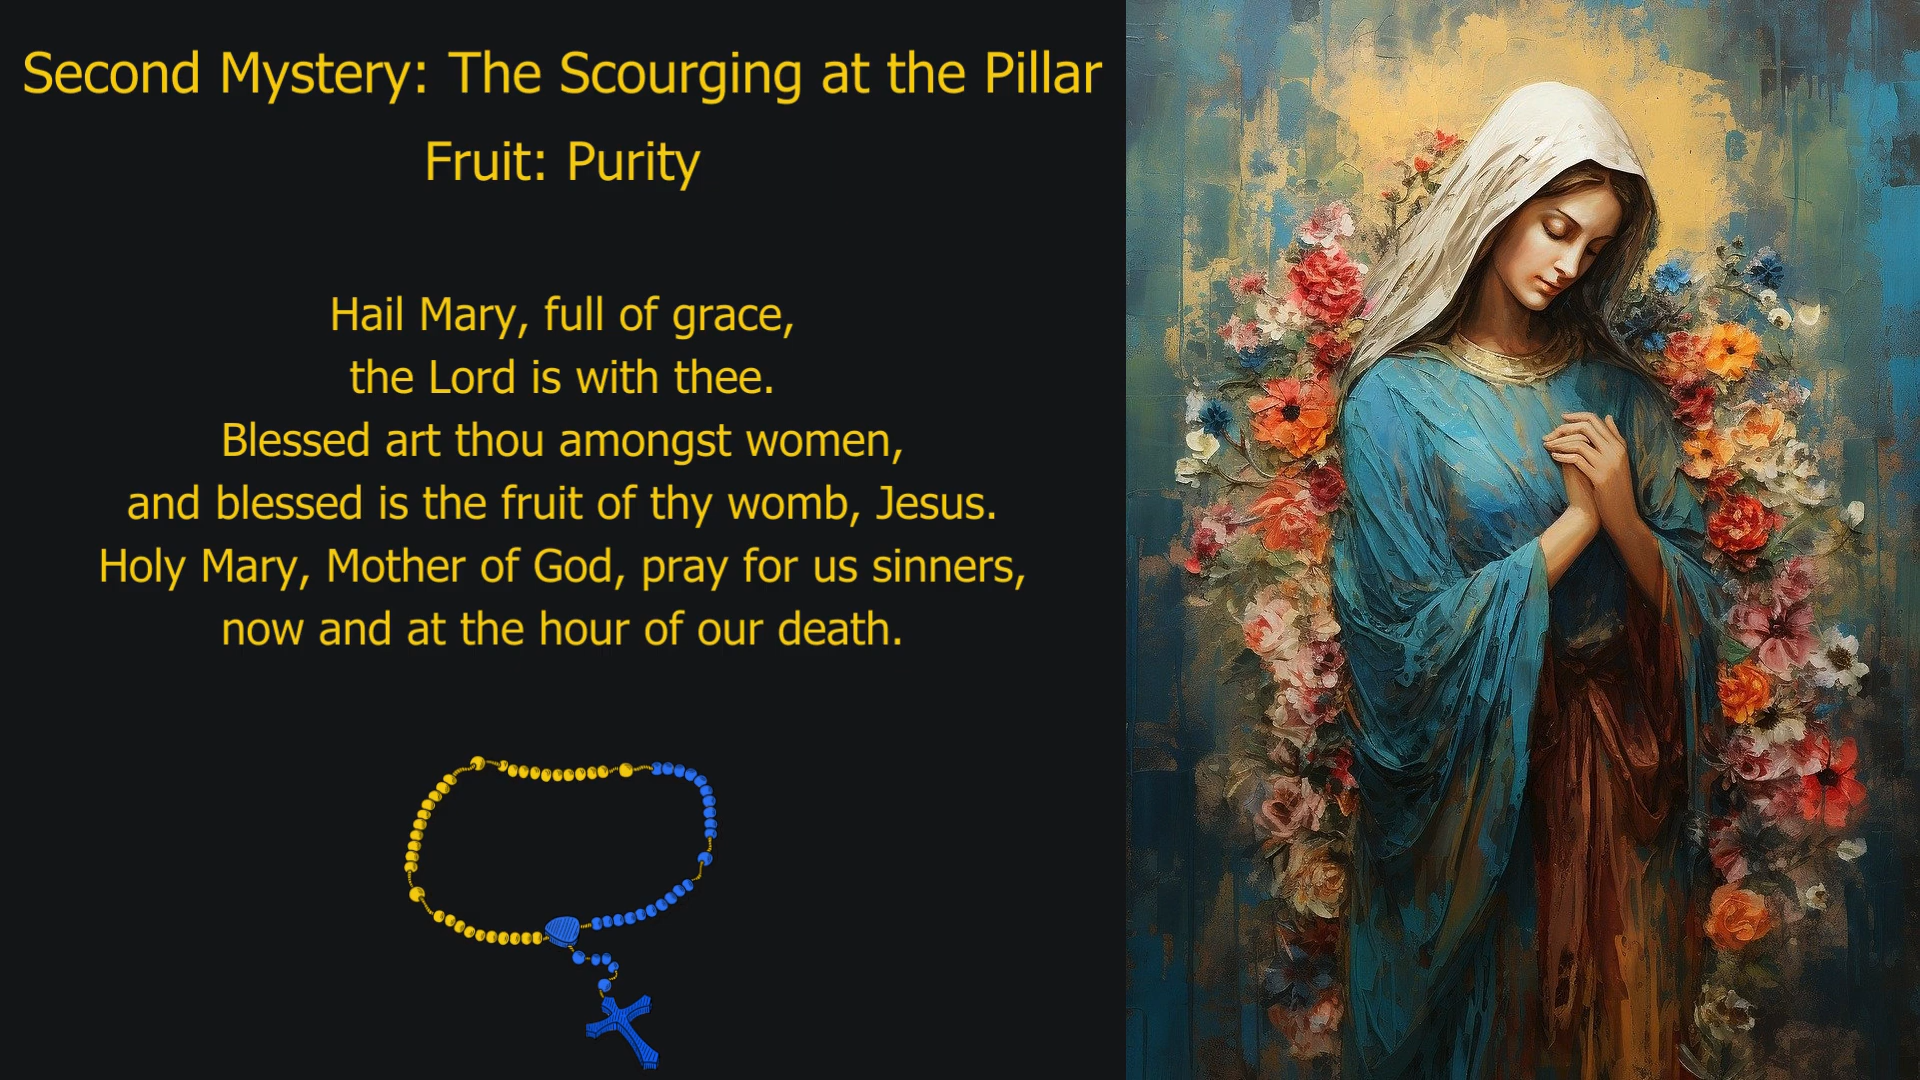 Second Mystery: The Scourging at the Pillar
Fruit: Purity
Hail Mary, full of grace,
the Lord is with thee.
Blessed art thou amongst women,
and blessed is the fruit of thy womb, Jesus.
Holy Mary, Mother of God, pray for us sinners,
now and at the hour of our death.